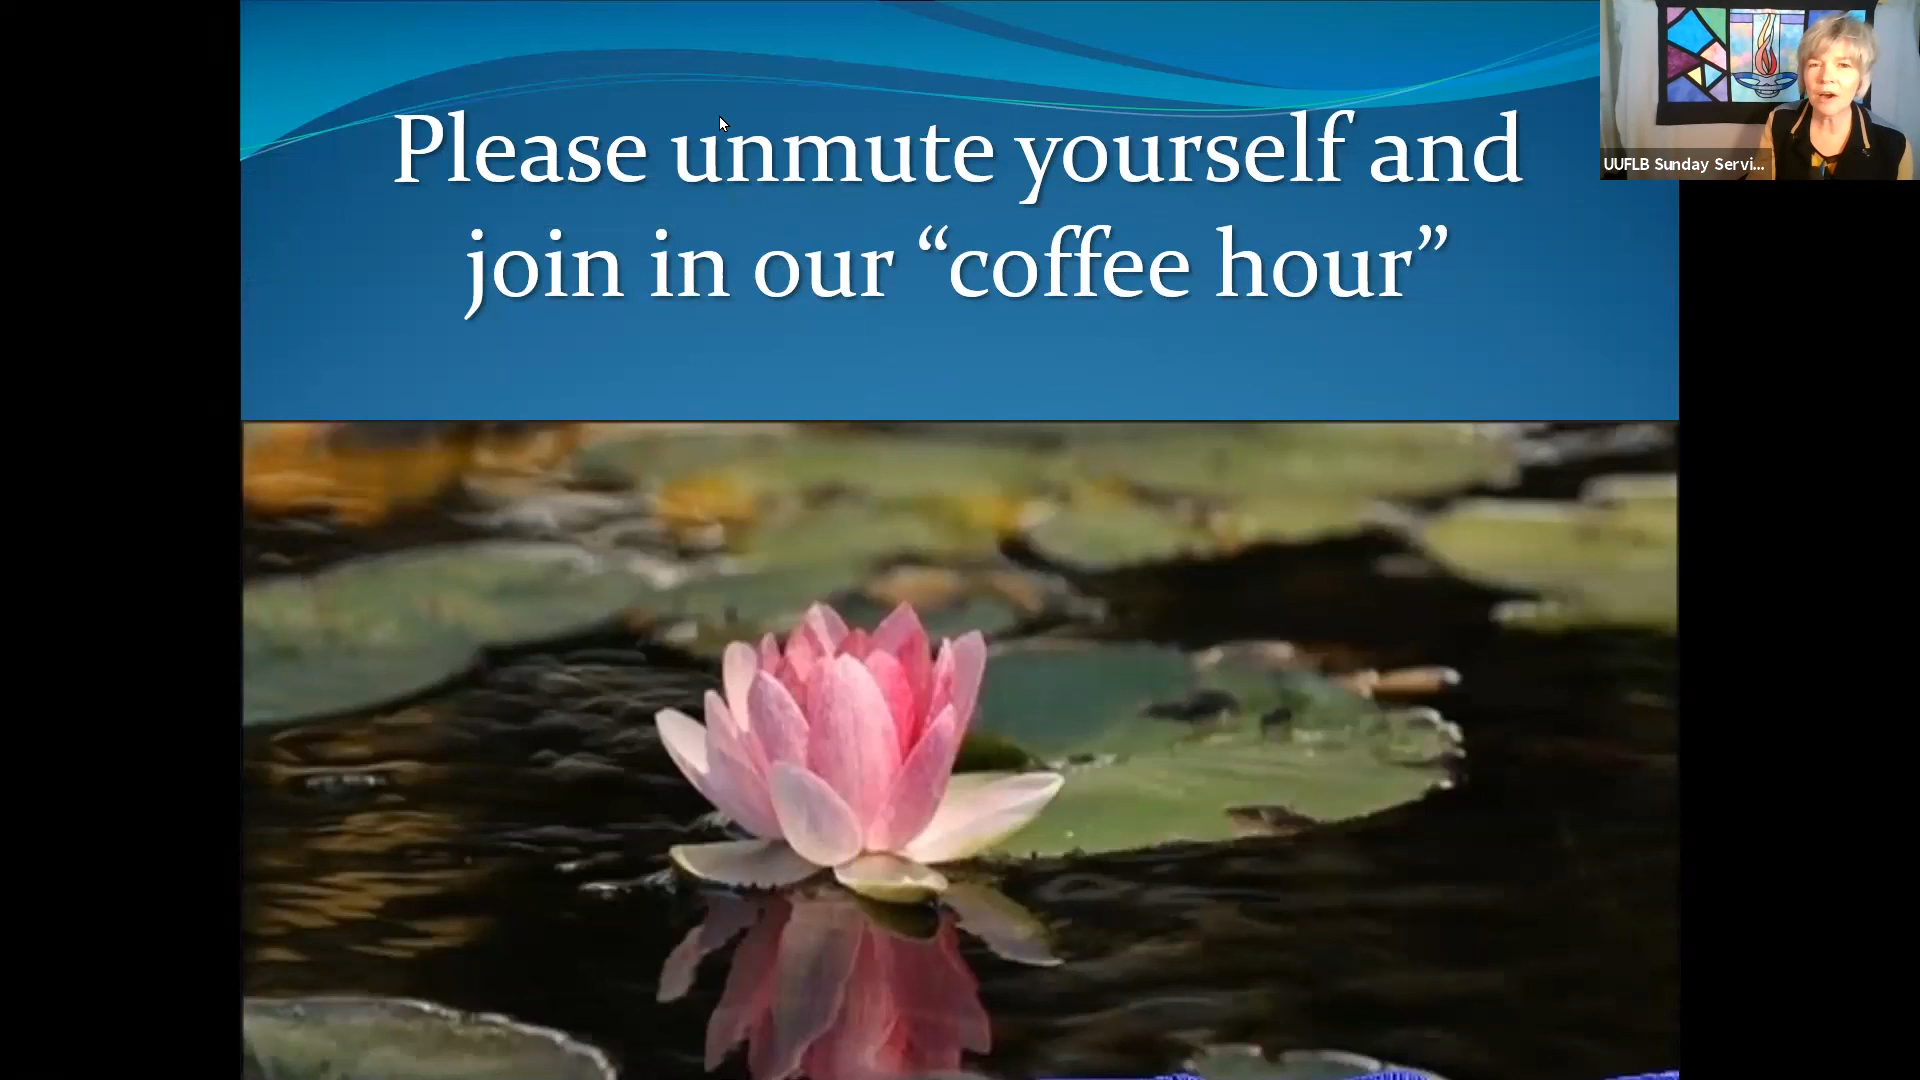 Please unmute yourself and
join in our “coffee hour”
UUFLB Sunday Servi...